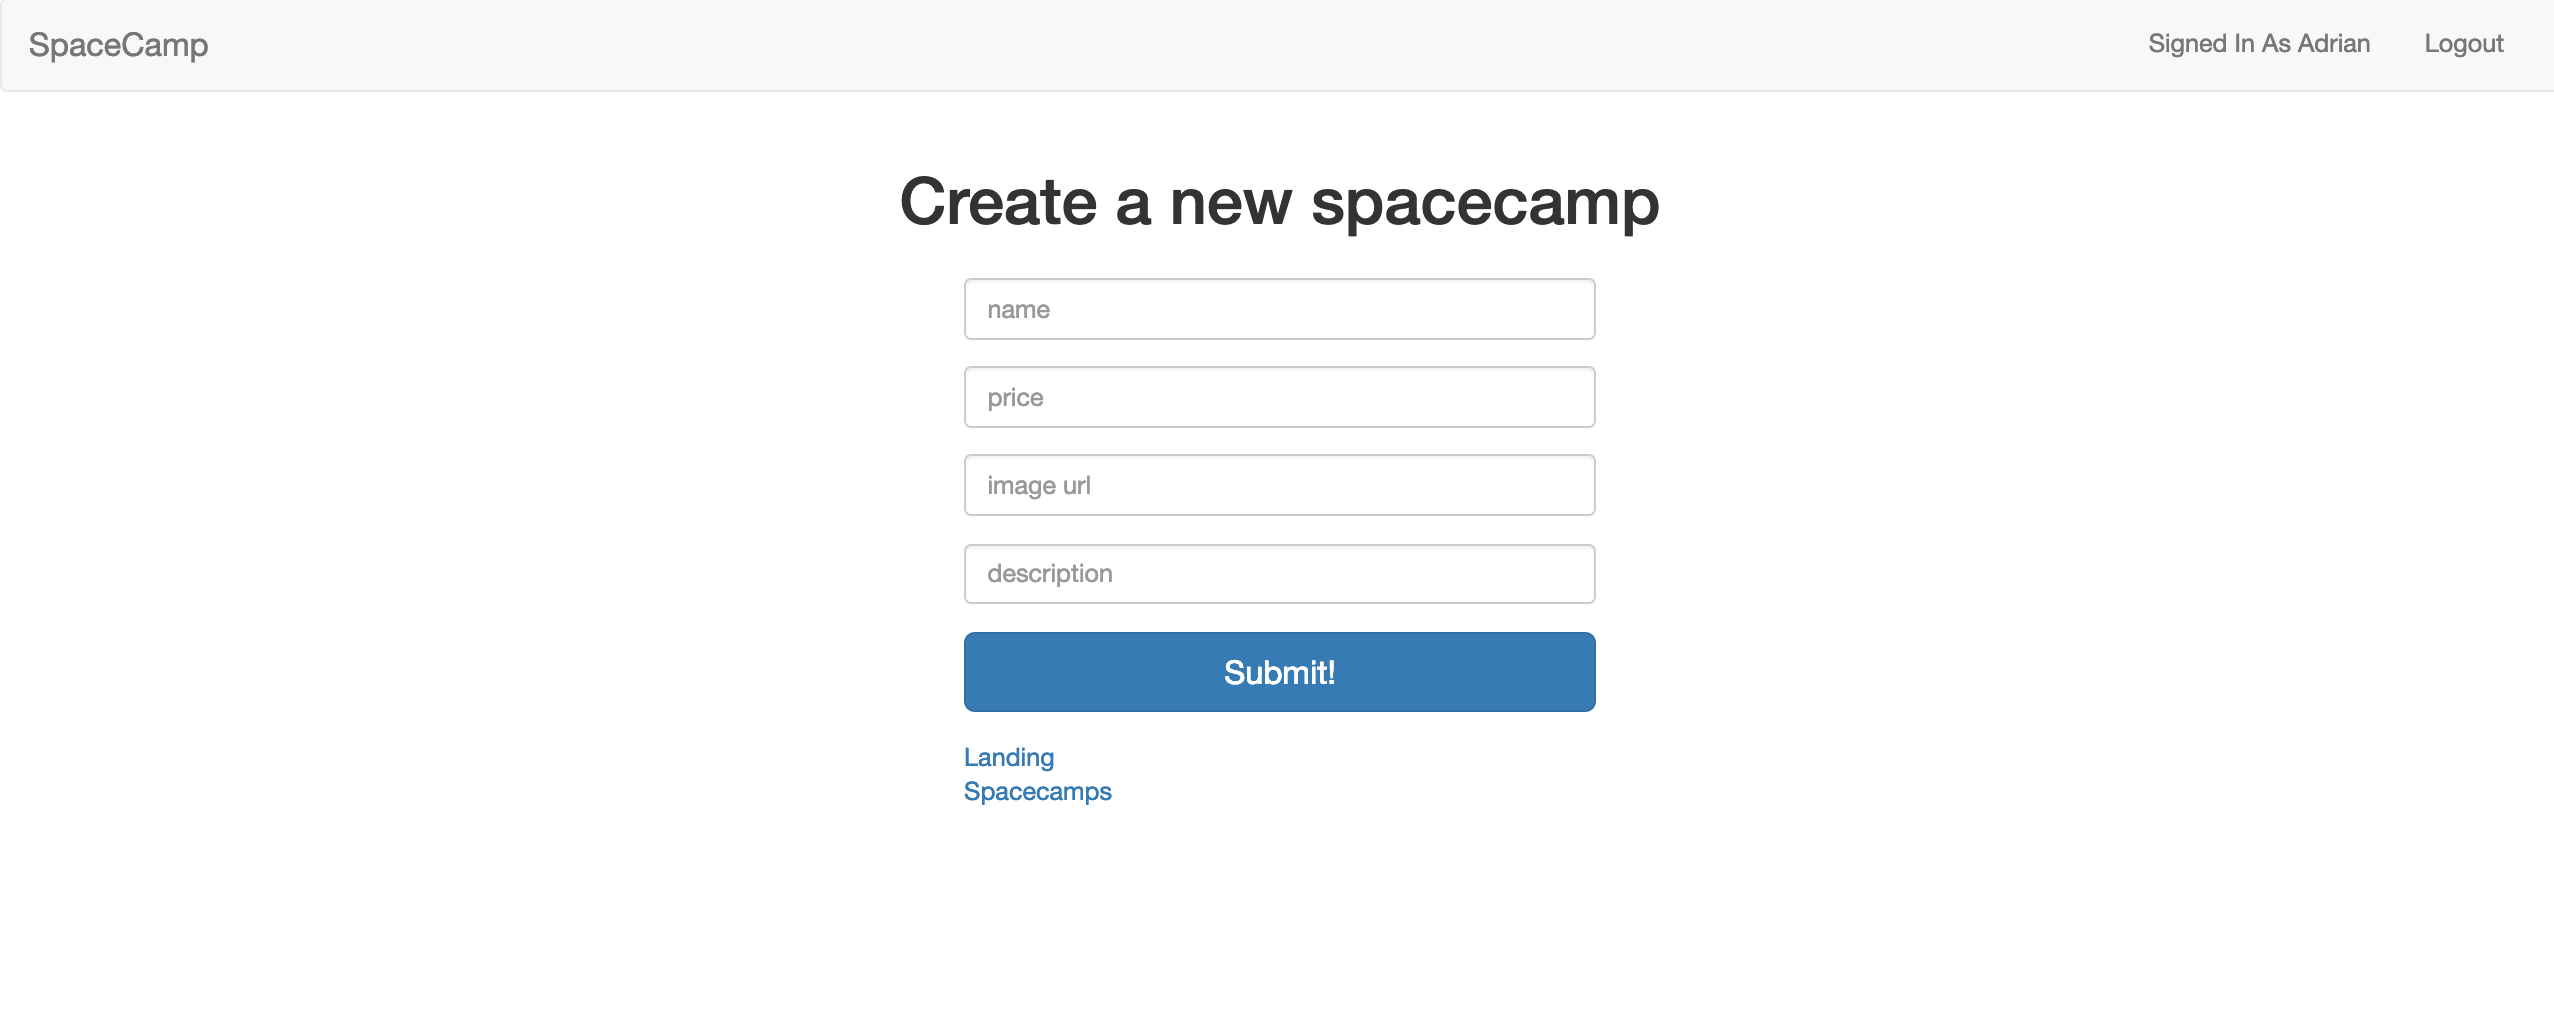 SpaceCamp
Signed In As Adrian
Logout
Create a new spacecamp
name
price
image url
description
Submit!
Landing
Spacecamps